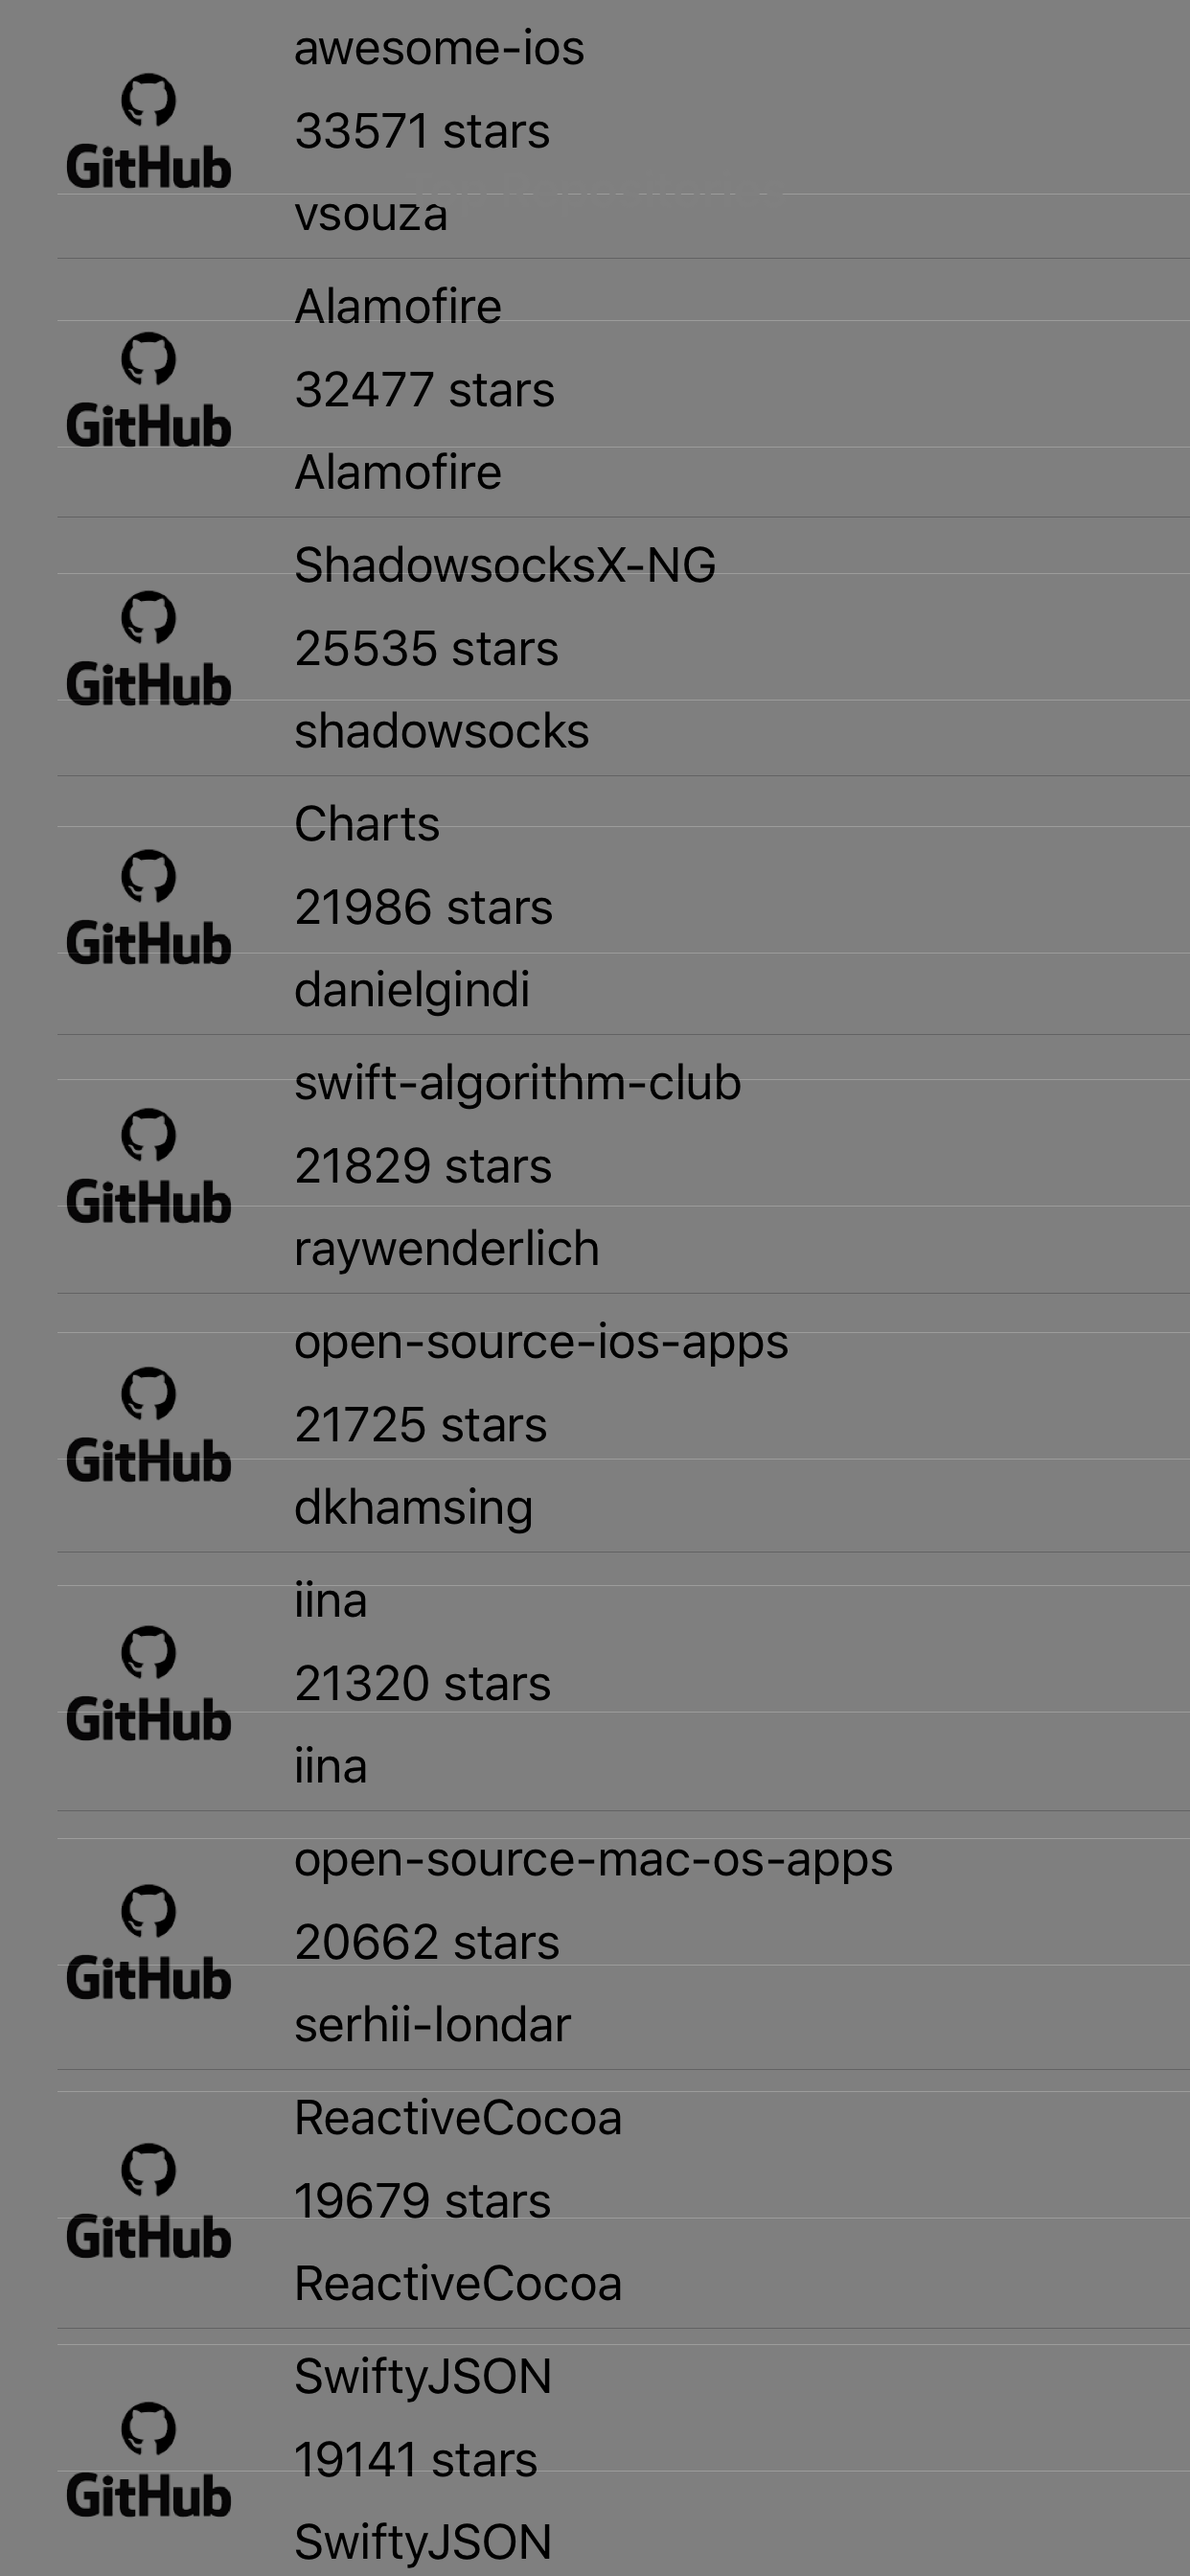 awesome-ios
33571 stars
GitHub
vsouza
Alamofire
32477 stars
GitHub
Alamofire
ShadowsocksX-NG
25535 stars
GitHub
shadowsocks
Charts
21986 stars
GitHub
danielgindi
swift-algorithm-club
21829 stars
GitHub
raywenderlich
open-source-ios-apps
21725 stars
GitHub
dkhamsing
iina
21320 stars
GitHub
iina
open-source-mac-os-apps
20662 stars
GitHub
serhii-londar
ReactiveCocoa
19679 stars
GitHub
ReactiveCocoa
SwiftyJSON
19141 stars
GitHub
SwiftyJSON